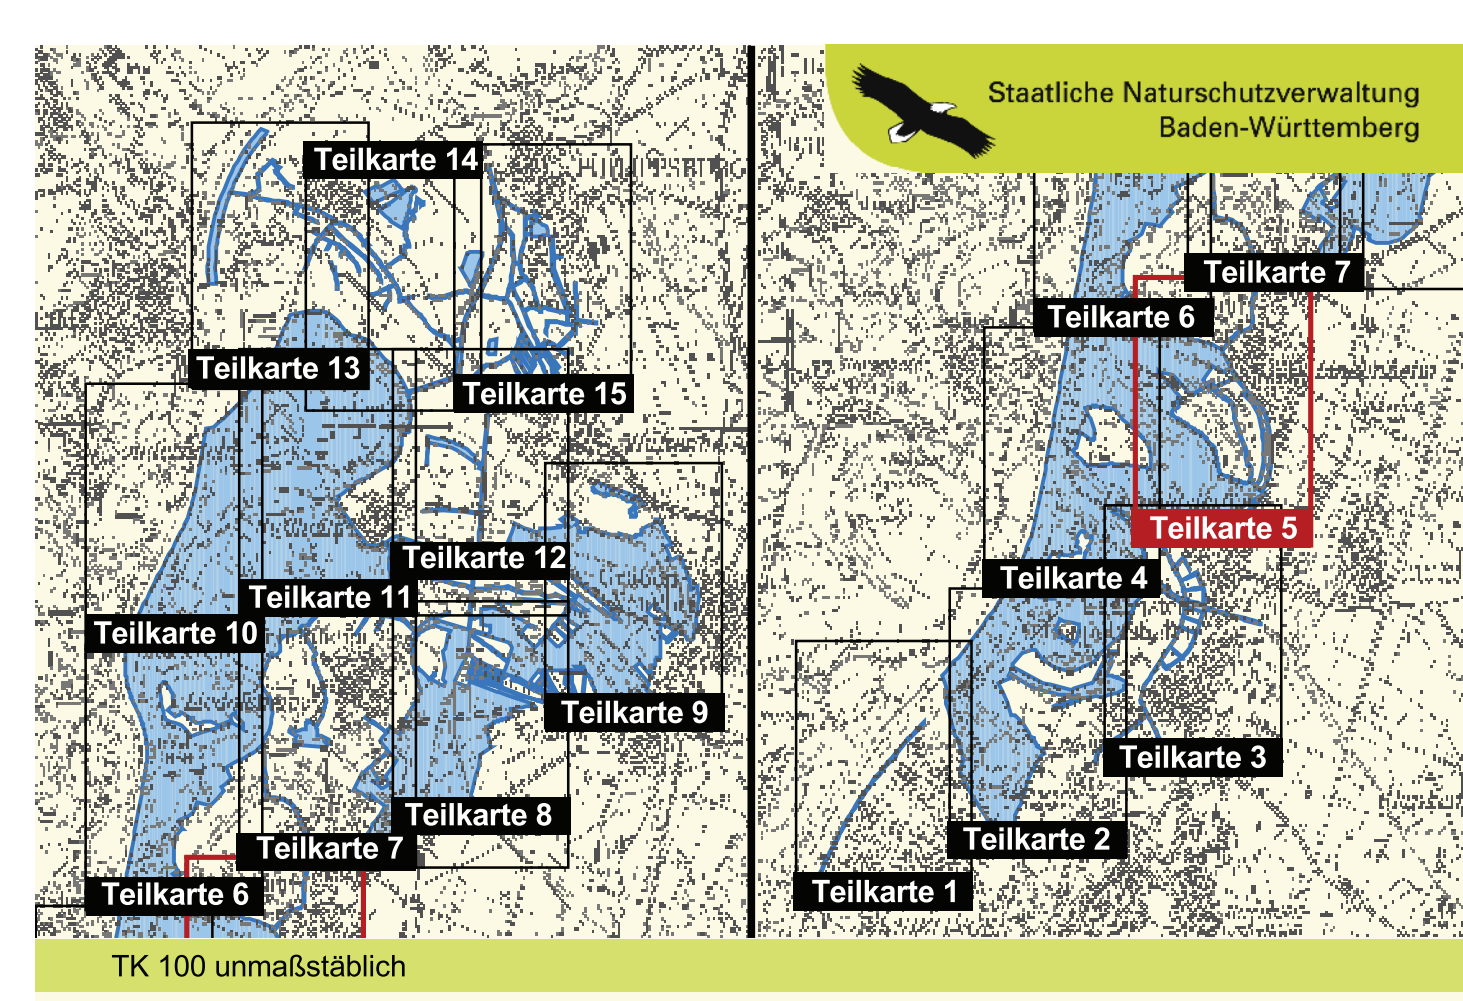 Staatliche Naturschutzverwaltung
Baden-Württemberg
Teilkarte 14
Teilkarte 13
Teilkarte 15
Teilkarte 12
Teilkarte 11
Teilkarte 10
Teilkarte 9
Teilkarte 8
Teilkarte 7
Teilkarte 6
Teilkarte 7
Teilkarte 6
Teilkarte 5
Teilkarte 4
Teilkarte 3
Teilkarte 2
Teilkarte 1
TK 100 unmaßstäblich